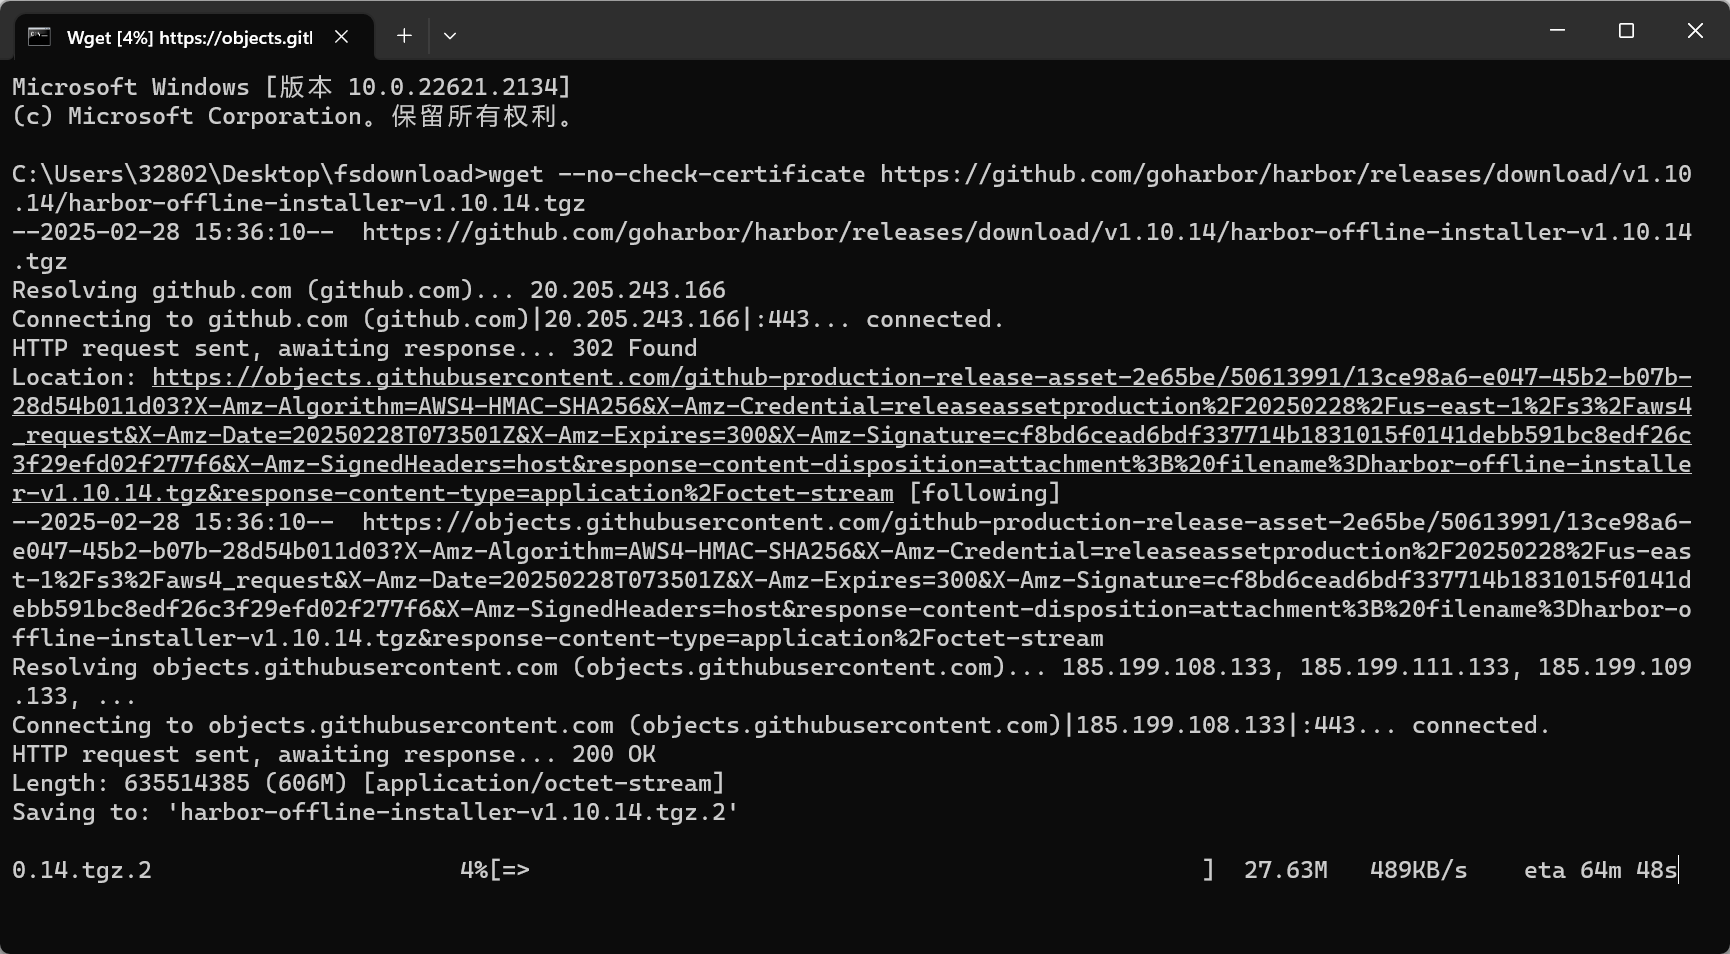 Wget [4%] https://objects.gitl
Microsoft Windows [版本 10.0.22621.2134]
(c) Microsoft Corporation。保留所有权利。
C:\Users\32802\Desktop\fsdownload>wget --no-check-certificate https://github.com/goharbor/harbor/releases/download/v1.10
.14/harbor-offline-installer-v1.10.14.tgz
--2025-02-28 15:36:10--  https://github.com/goharbor/harbor/releases/download/v1.10.14/harbor-offline-installer-v1.10.14
.tgz
Resolving github.com (github.com)... 20.205.243.166
Connecting to github.com (github.com)|20.205.243.166|:443... connected.
HTTP request sent, awaiting response... 302 Found
Location: https://objects.githubusercontent.com/github-production-release-asset-2e65be/50613991/13ce98a6-e047-45b2-b07b-
28d54b011d03?X-Amz-Algorithm=AWS4-HMAC-SHA256&X-Amz-Credential=releaseassetproduction%2F20250228%2Fus-east-1%2Fs3%2Faws4
_request&X-Amz-Date=20250228T073501Z&X-Amz-Expires=300&X-Amz-Signature=cf8bd6cead6bdf337714b1831015f0141debb591bc8edf26c
3f29efd02f277f6&X-Amz-SignedHeaders=host&response-content-disposition=attachment%3B%20filename%3Dharbor-offline-installe
r-v1.10.14.tgz&response-content-type=application%2Foctet-stream [following]
--2025-02-28 15:36:10--  https://objects.githubusercontent.com/github-production-release-asset-2e65be/50613991/13ce98a6-
e047-45b2-b07b-28d54b011d03?X-Amz-Algorithm=AWS4-HMAC-SHA256&X-Amz-Credential=releaseassetproduction%2F20250228%2Fus-eas
t-1%2Fs3%2Faws4_request&X-Amz-Date=20250228T073501Z&X-Amz-Expires=300&X-Amz-Signature=cf8bd6cead6bdf337714b1831015f0141d
ebb591bc8edf26c3f29efd02f277f6&X-Amz-SignedHeaders=host&response-content-disposition=attachment%3B%20filename%3Dharbor-o
ffline-installer-v1.10.14.tgz&response-content-type=application%2Foctet-stream
Resolving objects.githubusercontent.com (objects.githubusercontent.com)... 185.199.108.133, 185.199.111.133, 185.199.109
.133, ...
Connecting to objects.githubusercontent.com (objects.githubusercontent.com)|185.199.108.133|:443... connected.
HTTP request sent, awaiting response... 200 OK
Length: 635514385 (606M) [application/octet-stream]
Saving to: 'harbor-offline-installer-v1.10.14.tgz.2'
0.14.tgz.2                      4%[=>                                                ]  27.63M   489KB/s    eta 64m 48s